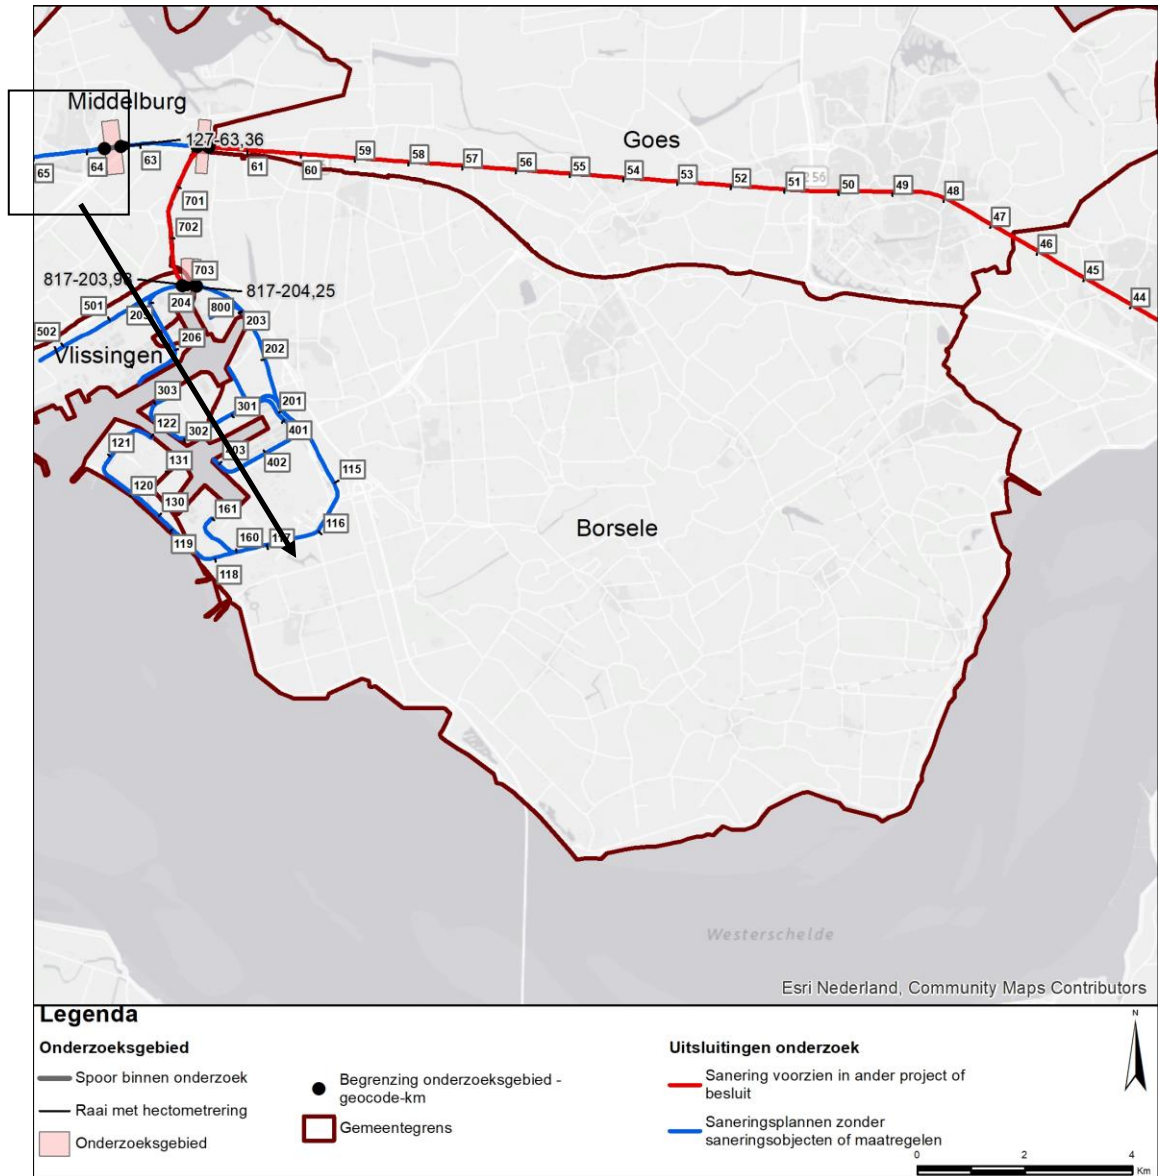 Middelburg
127-63,36
Goes
65
64
63
61
60
59
58
57
56
55
54
53
52
51
256
50
49
48
47
46
45
44
701
702
703
817-203,9
817-204,25
501
502
204
800
203
206
202
Vlissingen
303
301
201
122
302
401
121
402
131
115
120
130
161
116
119
160
118
Borsele
Westerschelde
Esri Nederland, Community Maps Contributors
Legenda
Onderzoeksgebied
Spoor binnen onderzoek
Raai met hectometrering
Onderzoeksgebied
Begrenzing onderzoeksgebied -
geocode-km
Gemeentegrens
Uitsluitingen onderzoek
Sanering voorzien in ander project of
besluit
Saneringsplannen zonder
saneringsobjecten of maatregelen
N
0 2 4
Km